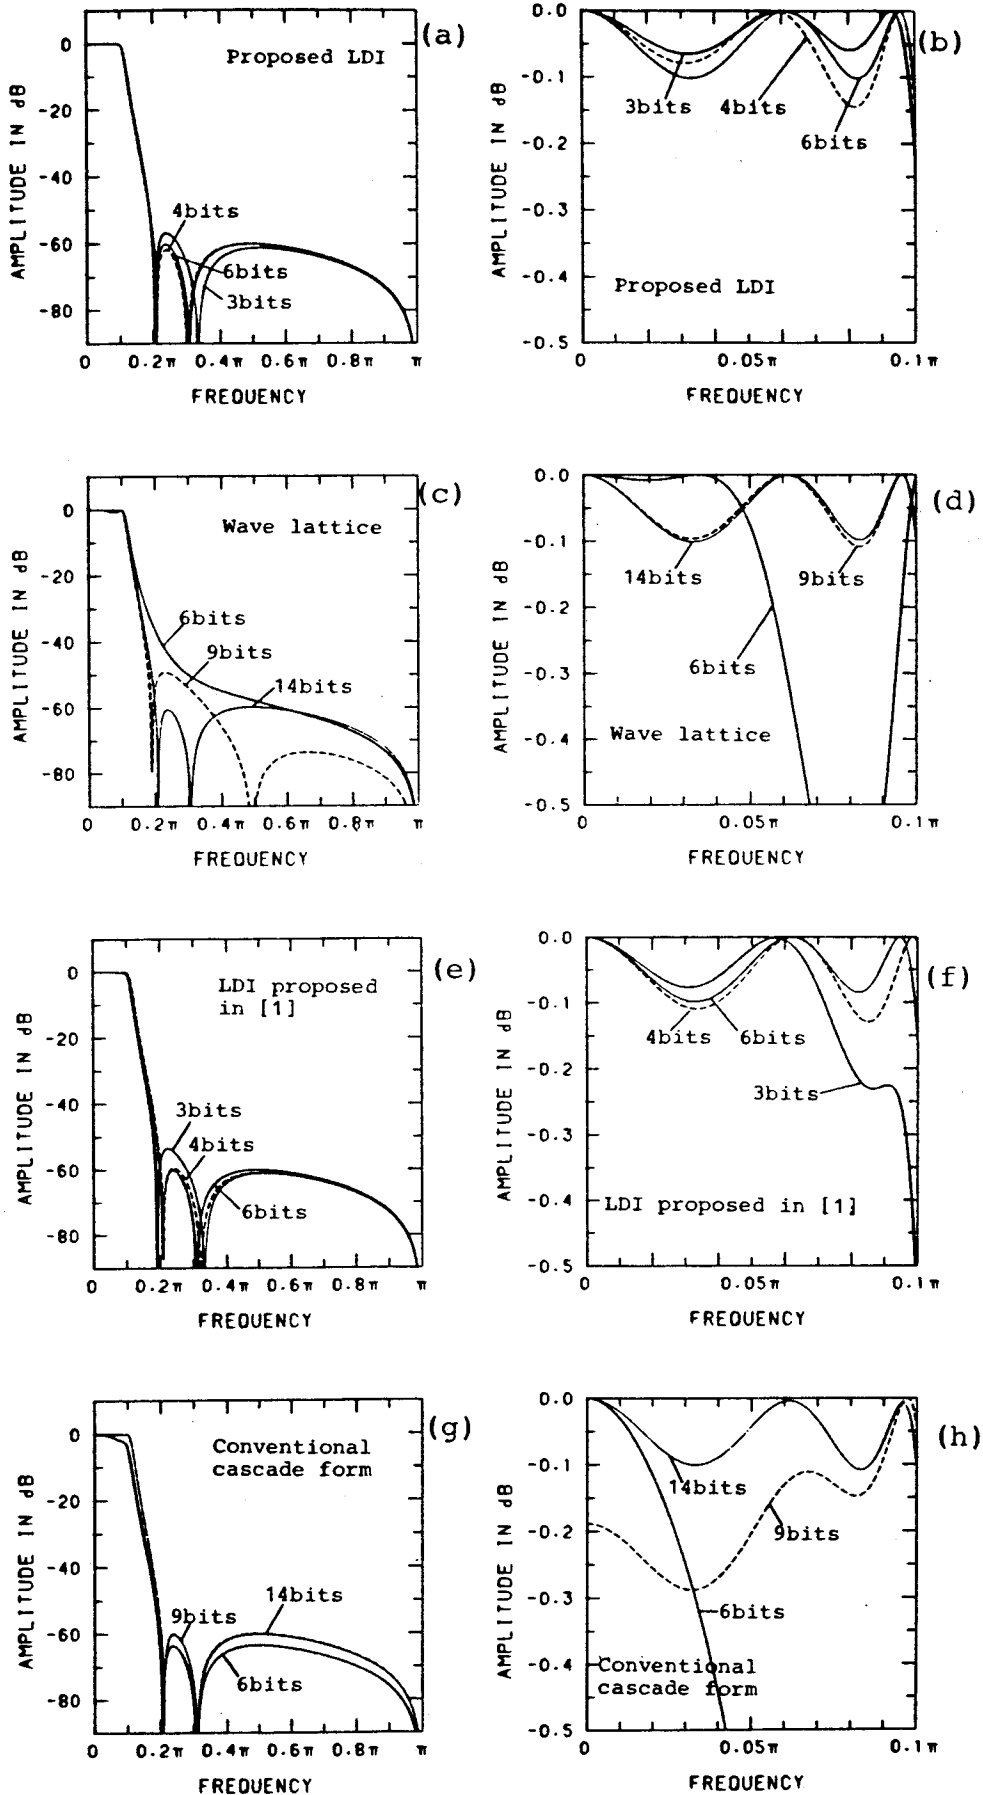 (a)
Proposed LDI
AMPLITUDE IN dB
0
-20
-40
-60
-80
4bits
6bits
3bits
0 0.2π 0.4π 0.6π 0.8π π
FREQUENCY
(b)
AMPLITUDE IN dB
0.0
-0.1
-0.2
-0.3
-0.4
-0.5
3bits 4bits
6bits
Proposed LDI
0 0.05π 0.1π
FREQUENCY
(c)
Wave lattice
AMPLITUDE IN dB
0
-20
-40
-60
-80
6bits
9bits
14bits
0 0.2π 0.4π 0.6π 0.8π π
FREQUENCY
(d)
AMPLITUDE IN dB
0.0
-0.1
-0.2
-0.3
-0.4
-0.5
14bits 9bits
6bits
Wave lattice
0 0.05π 0.1π
FREQUENCY
(e)
LDI proposed
in [1]
AMPLITUDE IN dB
0
-20
-40
-60
-80
3bits
4bits
6bits
0 0.2π 0.4π 0.6π 0.8π π
FREQUENCY
(f)
AMPLITUDE IN dB
0.0
-0.1
-0.2
-0.3
-0.4
-0.5
4bits 6bits
3bits
LDI proposed in [1]
0 0.05π 0.1π
FREQUENCY
(g)
Conventional
cascade form
AMPLITUDE IN dB
0
-20
-40
-60
-80
9bits
14bits
6bits
0 0.2π 0.4π 0.6π 0.8π π
FREQUENCY
(h)
AMPLITUDE IN dB
0.0
-0.1
-0.2
-0.3
-0.4
-0.5
14bits
9bits
6bits
Conventional
cascade form
0 0.05π 0.1π
FREQUENCY